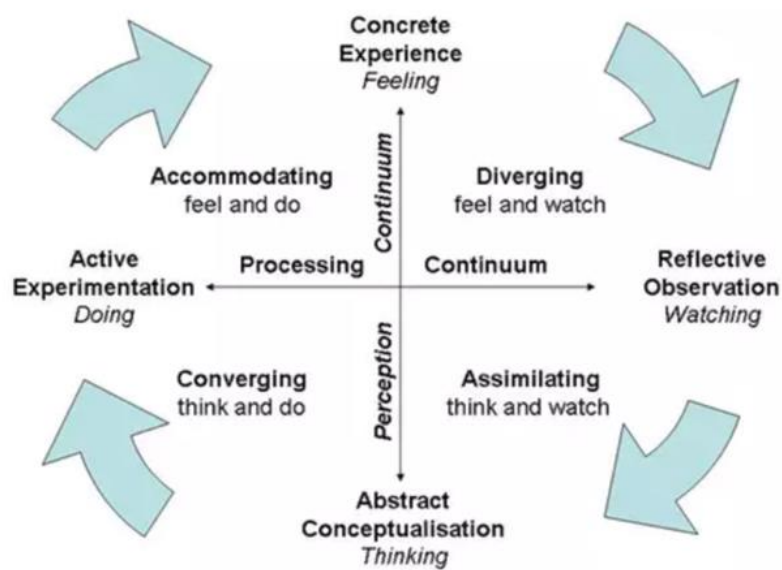 Concrete
Experience
Feeling
Accommodating
feel and do
Continuum
Diverging
feel and watch
Active
Experimentation
Doing
Processing
Continuum
Reflective
Observation
Watching
Converging
think and do
Perception
Assimilating
think and watch
Abstract
Conceptualisation
Thinking